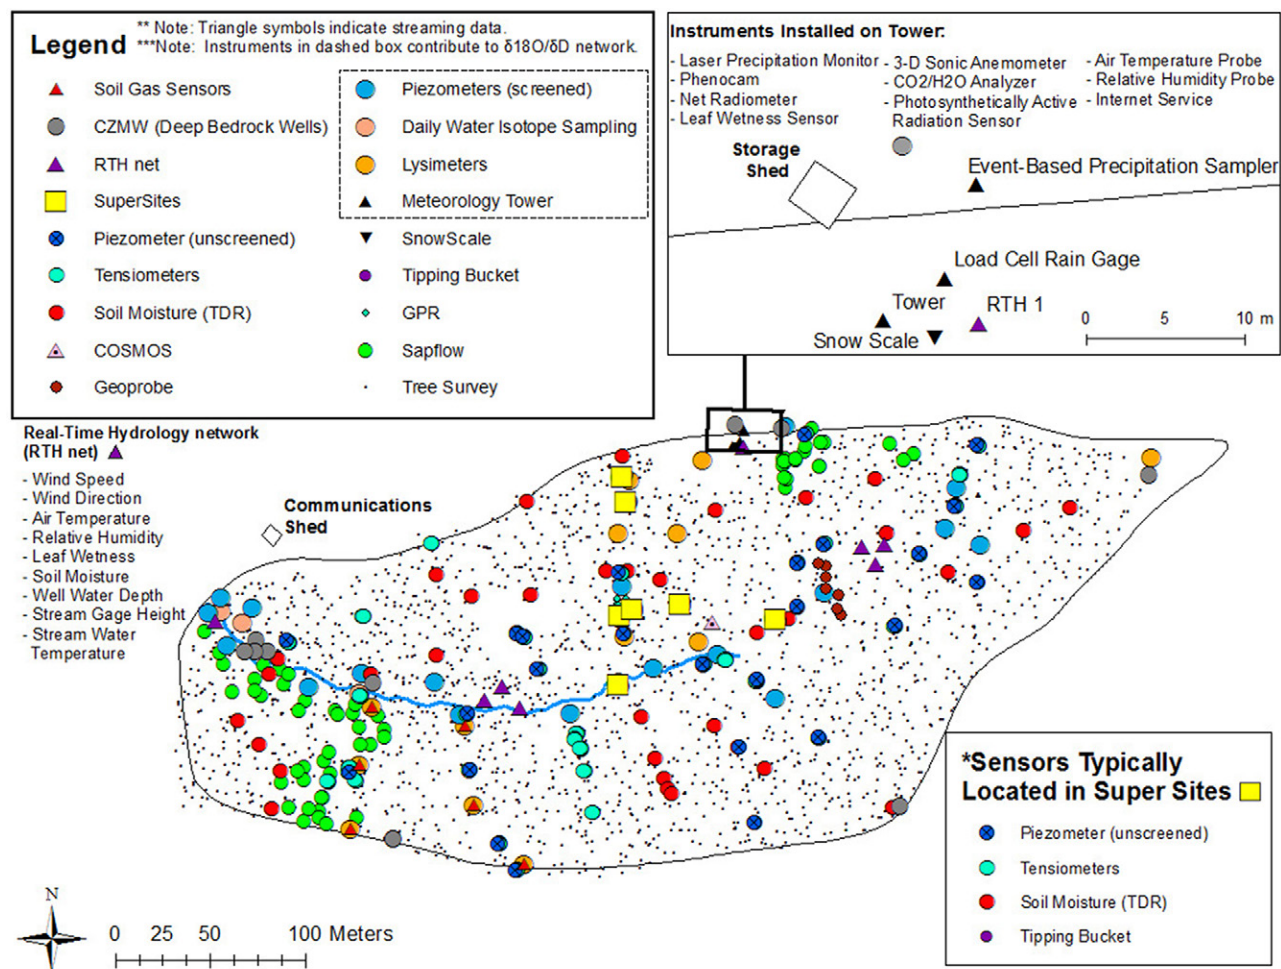 ** Note: Triangle symbols indicate streaming data.
Legend
***Note: Instruments in dashed box contribute to δ18O/δD network.
Soil Gas Sensors
CZMW (Deep Bedrock Wells)
RTH net
SuperSites
Piezometer (unscreened)
Tensiometers
Soil Moisture (TDR)
COSMOS
Geoprobe
Piezometers (screened)
Daily Water Isotope Sampling
Lysimeters
Meteorology Tower
SnowScale
Tipping Bucket
GPR
Sapflow
Tree Survey
Instruments Installed on Tower:
- Laser Precipitation Monitor
- Phenocam
- Net Radiometer
- Leaf Wetness Sensor
- 3-D Sonic Anemometer
- CO2/H2O Analyzer
- Photosynthetically Active
Radiation Sensor
- Air Temperature Probe
- Relative Humidity Probe
- Internet Service
Storage
Shed
Event-Based Precipitation Sampler
Load Cell Rain Gage
Tower
RTH 1
Snow Scale
0 5 10 m
Real-Time Hydrology network
(RTH net)
- Wind Speed
- Wind Direction
- Air Temperature
- Relative Humidity
- Leaf Wetness
- Soil Moisture
- Well Water Depth
- Stream Gage Height
- Stream Water
Temperature
Communications
Shed
*Sensors Typically
Located in Super Sites
Piezometer (unscreened)
Tensiometers
Soil Moisture (TDR)
Tipping Bucket
N
0 25 50 100 Meters